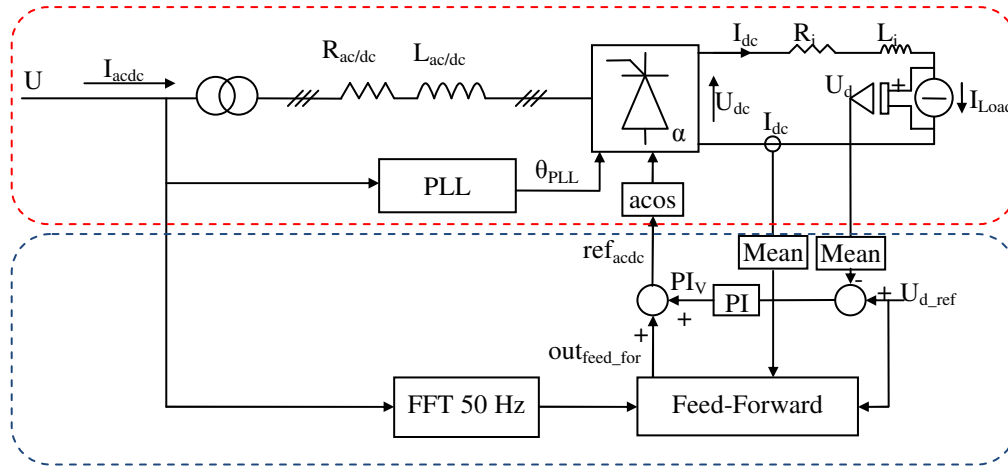 U
I_acdc
R_ac/dc
L_ac/dc
α
I_dc
R_i
L_i
U_dc
U_d
+
I_Load
I_dc
PLL
θ_PLL
acos
ref_acdc
Mean
Mean
PI_V
PI
-
+
U_d_ref
+
+
out_feed_for
FFT 50 Hz
Feed-Forward